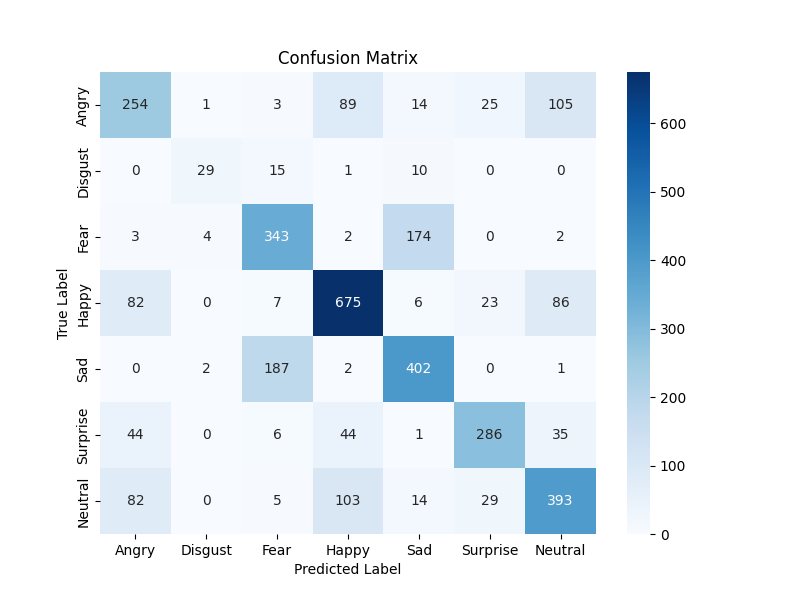 Confusion Matrix
True Label
Angry 254 1 3 89 14 25 105
Disgust 0 29 15 1 10 0 0
Fear 3 4 343 2 174 0 2
Happy 82 0 7 675 6 23 86
Sad 0 2 187 2 402 0 1
Surprise 44 0 6 44 1 286 35
Neutral 82 0 5 103 14 29 393
Angry Disgust Fear Happy Sad Surprise Neutral
Predicted Label
600
500
400
300
200
100
0